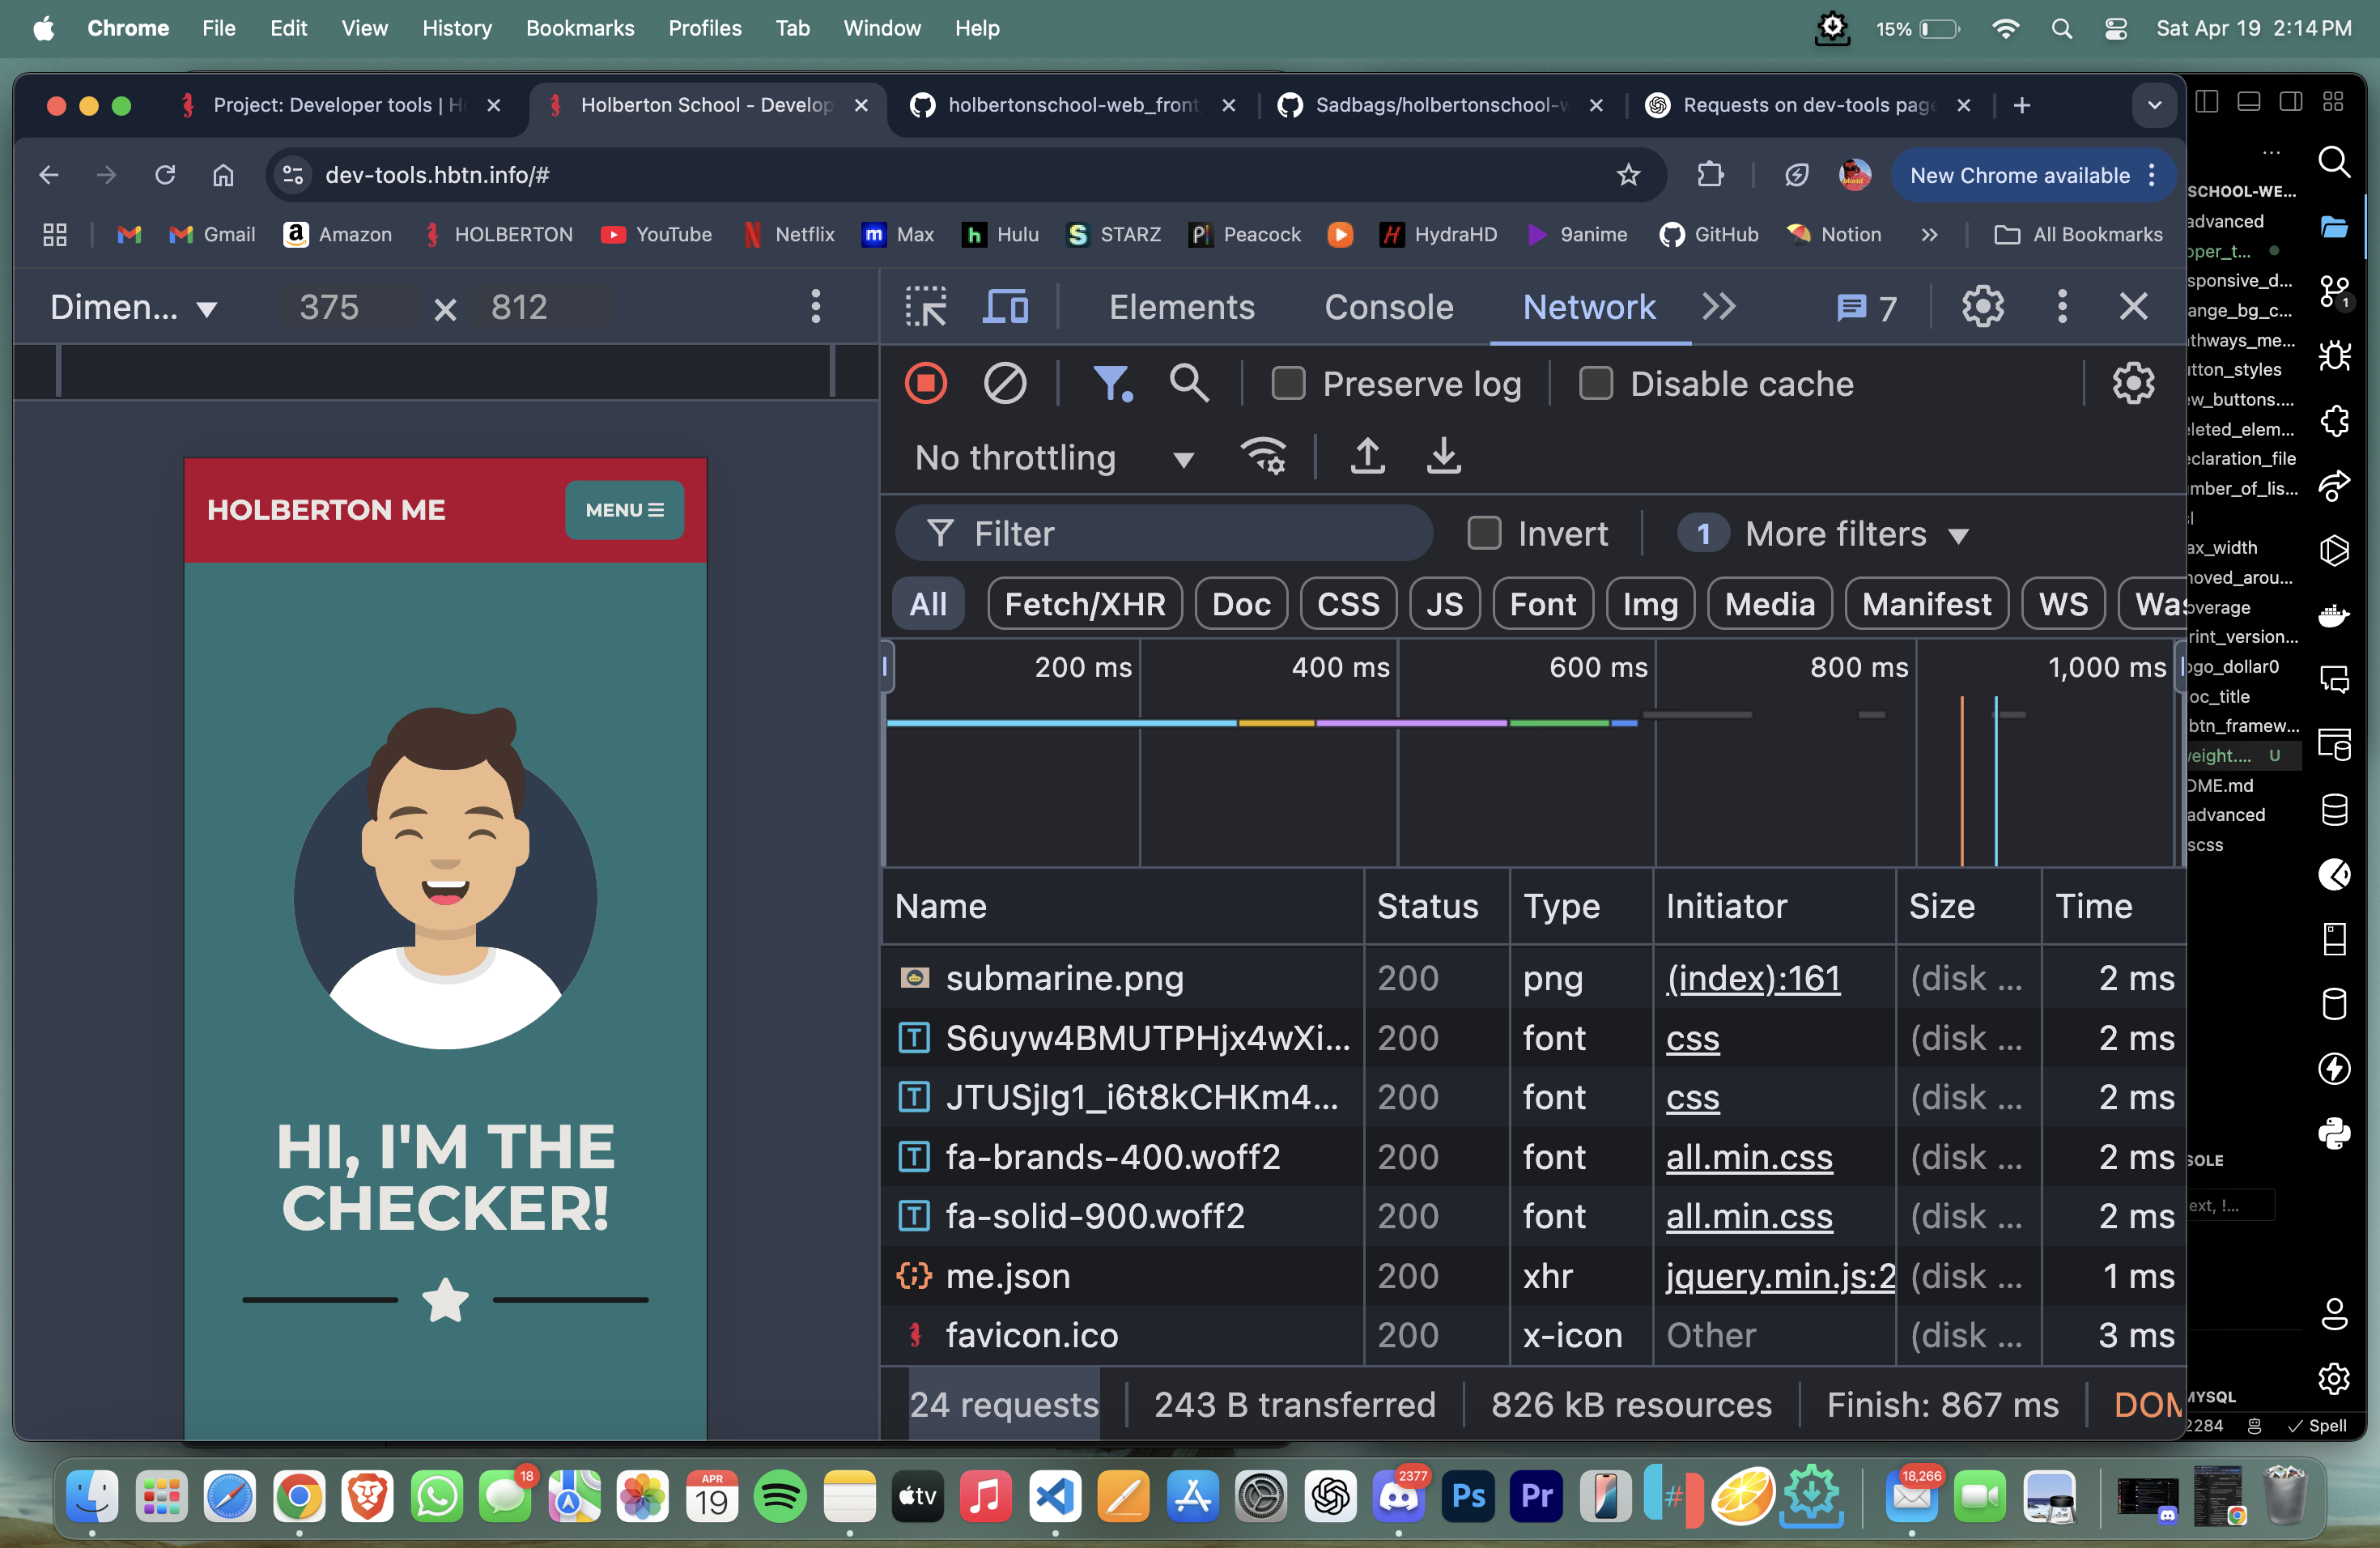 Chrome File Edit View History Bookmarks Profiles Tab Window Help 15% Sat Apr 19 2:14 PM
Project: Developer tools | H
Holberton School - Develop
holbertonschool-web_front
Sadbags/holbertonschool-w
Requests on dev-tools page
dev-tools.hbtn.info/#
New Chrome available
Gmail Amazon HOLBERTON YouTube Netflix Max Hulu STARZ Peacock HydraHD 9anime GitHub Notion All Bookmarks
Dimen... 375 × 812
Elements Console Network 7
Preserve log Disable cache
No throttling
Filter Invert 1 More filters
All Fetch/XHR Doc CSS JS Font Img Media Manifest WS Was
200 ms 400 ms 600 ms 800 ms 1,000 ms
Name Status Type Initiator Size Time
submarine.png 200 png (index):161 (disk ... 2 ms
S6uyw4BMUTPHjx4wXi... 200 font css (disk ... 2 ms
JTUSjIg1_i6t8kCHKm4... 200 font css (disk ... 2 ms
fa-brands-400.woff2 200 font all.min.css (disk ... 2 ms
fa-solid-900.woff2 200 font all.min.css (disk ... 2 ms
me.json 200 xhr jquery.min.js:2 (disk ... 1 ms
favicon.ico 200 x-icon Other (disk ... 3 ms
24 requests 243 B transferred 826 kB resources Finish: 867 ms DOM
HOLBERTON ME
MENU
HI, I'M THE
CHECKER!
SCHOOL-WE...
advanced
oper_t...
sponsive_d...
ange_bg_c...
thways_me...
utton_styles
ew_buttons....
eleted_elem...
eclaration_file
mber_of_lis...
ax_width
noved_arou...
overage
rint_version...
ogo_dollar0
oc_title
btn_framew...
weight.... U
DME.md
advanced
scss
1
SOLE
ext, !...
MYSQL
2284 Spell
18
APR
19
tv
2377
Ps
Pr
#
18,266